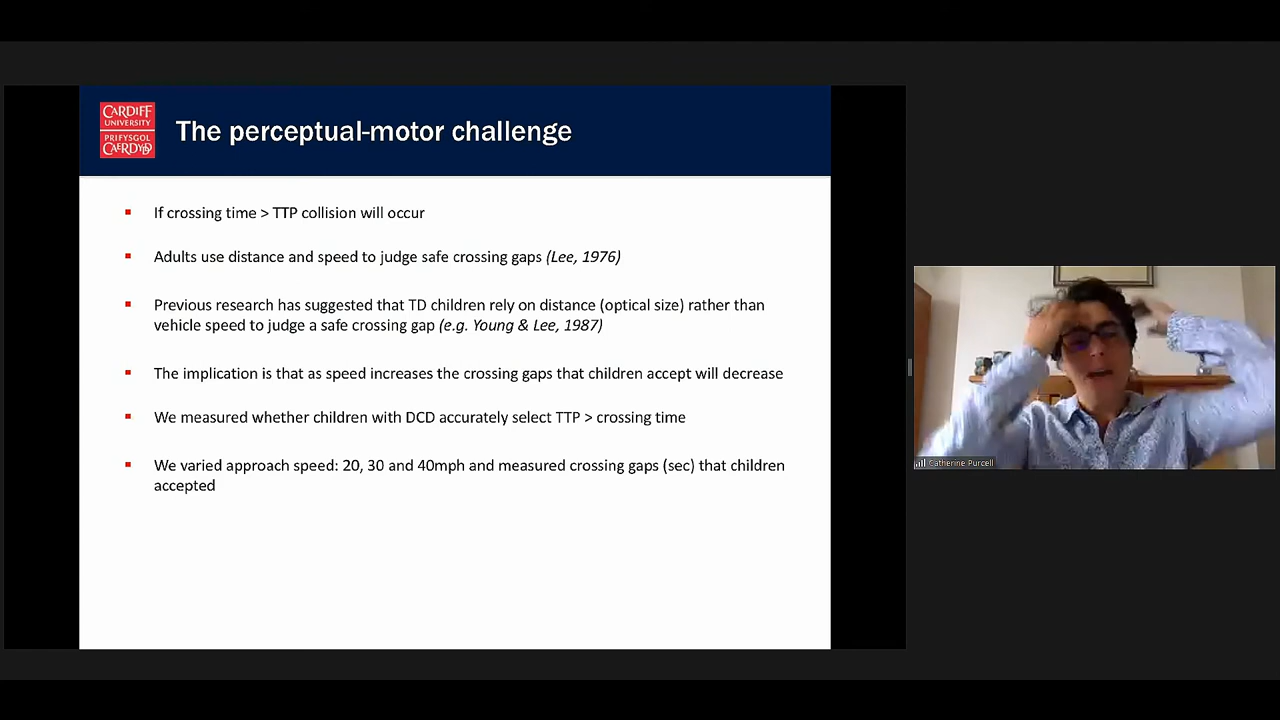 CARDIFF
UNIVERSITY
PRIFYSGOL
CAERDYDD
The perceptual-motor challenge
If crossing time > TTP collision will occur
Adults use distance and speed to judge safe crossing gaps (Lee, 1976)
Previous research has suggested that TD children rely on distance (optical size) rather than
vehicle speed to judge a safe crossing gap (e.g. Young & Lee, 1987)
The implication is that as speed increases the crossing gaps that children accept will decrease
We measured whether children with DCD accurately select TTP > crossing time
We varied approach speed: 20, 30 and 40mph and measured crossing gaps (sec) that children
accepted
Catherine Purcell